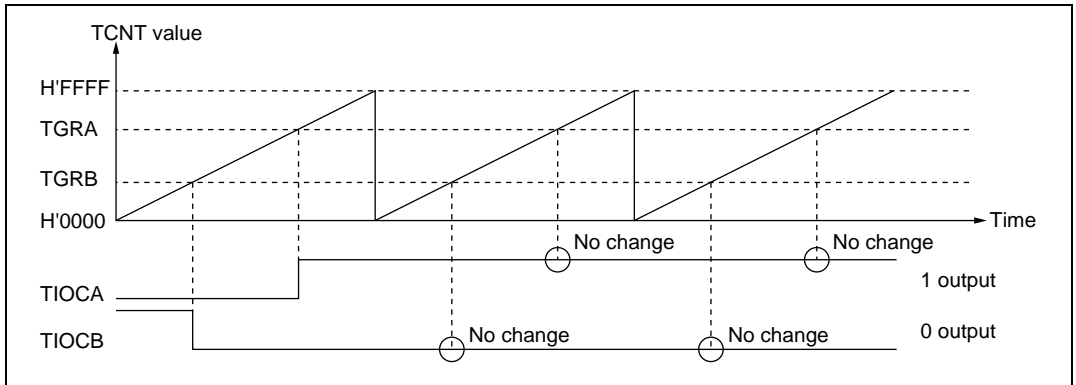 TCNT value
H'FFFF
TGRA
TGRB
H'0000
Time
No change
No change
1 output
TIOCA
No change
No change
0 output
TIOCB